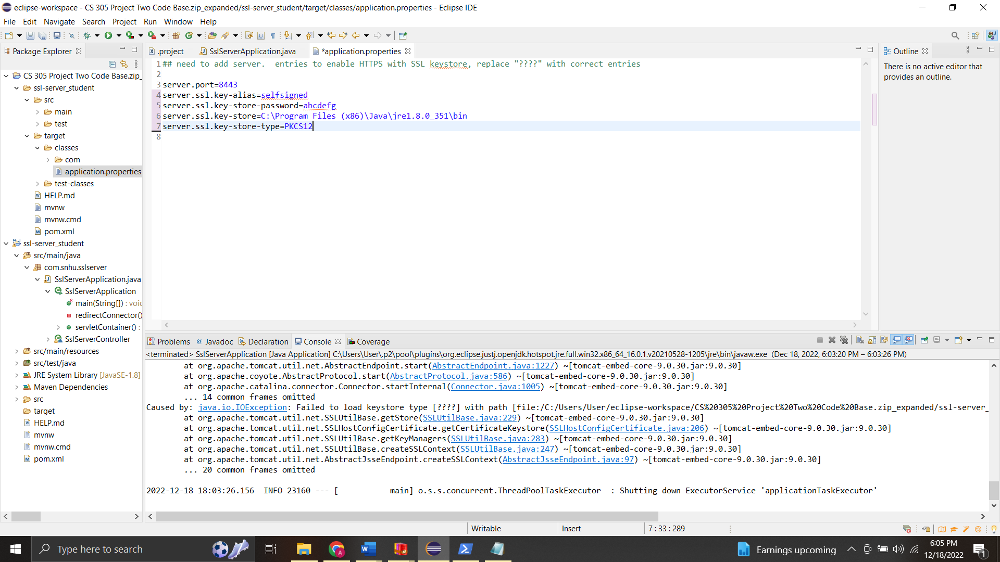 eclipse-workspace - CS 305 Project Two Code Base.zip_expanded/ssl-server_student/target/classes/application.properties - Eclipse IDE
File Edit Navigate Search Project Run Window Help
Package Explorer
CS 305 Project Two Code Base.zip_
ssl-server_student
src
main
test
target
classes
com
application.properties
test-classes
HELP.md
mvnw
mvnw.cmd
pom.xml
ssl-server_student
src/main/java
com.snhu.sslserver
SslServerApplication.java
SslServerApplication
main(String[]) : voic
redirectConnector()
servletContainer() :
SslServerController
src/main/resources
src/test/java
JRE System Library [JavaSE-1.8]
Maven Dependencies
src
target
HELP.md
mvnw
mvnw.cmd
pom.xml
.project SslServerApplication.java *application.properties
1 ## need to add server.  entries to enable HTTPS with SSL keystore, replace "????" with correct entries
2
3 server.port=8443
4 server.ssl.key-alias=selfsigned
5 server.ssl.key-store-password=abcdefg
6 server.ssl.key-store=C:\Program Files (x86)\Java\jre1.8.0_351\bin
7 server.ssl.key-store-type=PKCS12
8
Outline
There is no active editor that
provides an outline.
Problems @ Javadoc Declaration Console Coverage
<terminated> SslServerApplication [Java Application] C:\Users\User\.p2\pool\plugins\org.eclipse.justj.openjdk.hotspot.jre.full.win32.x86_64_16.0.1.v20210528-1205\jre\bin\javaw.exe (Dec 18, 2022, 6:03:20 PM – 6:03:26 PM)
at org.apache.tomcat.util.net.AbstractEndpoint.start(AbstractEndpoint.java:1227) ~[tomcat-embed-core-9.0.30.jar:9.0.30]
at org.apache.coyote.AbstractProtocol.start(AbstractProtocol.java:586) ~[tomcat-embed-core-9.0.30.jar:9.0.30]
at org.apache.catalina.connector.Connector.startInternal(Connector.java:1005) ~[tomcat-embed-core-9.0.30.jar:9.0.30]
... 14 common frames omitted
Caused by: java.io.IOException: Failed to load keystore type [????] with path [file:/C:/Users/User/eclipse-workspace/CS%20305%20Project%20Two%20Code%20Base.zip_expanded/ssl-server_
at org.apache.tomcat.util.net.SSLUtilBase.getStore(SSLUtilBase.java:229) ~[tomcat-embed-core-9.0.30.jar:9.0.30]
at org.apache.tomcat.util.net.SSLHostConfigCertificate.getCertificateKeystore(SSLHostConfigCertificate.java:206) ~[tomcat-embed-core-9.0.30.jar:9.0.30]
at org.apache.tomcat.util.net.SSLUtilBase.getKeyManagers(SSLUtilBase.java:283) ~[tomcat-embed-core-9.0.30.jar:9.0.30]
at org.apache.tomcat.util.net.SSLUtilBase.createSSLContext(SSLUtilBase.java:247) ~[tomcat-embed-core-9.0.30.jar:9.0.30]
at org.apache.tomcat.util.net.AbstractJsseEndpoint.createSSLContext(AbstractJsseEndpoint.java:97) ~[tomcat-embed-core-9.0.30.jar:9.0.30]
... 20 common frames omitted
2022-12-18 18:03:26.156  INFO 23160 --- [           main] o.s.s.concurrent.ThreadPoolTaskExecutor  : Shutting down ExecutorService 'applicationTaskExecutor'
Writable Insert 7 : 33 : 289
Type here to search
Earnings upcoming
6:05 PM
12/18/2022
1